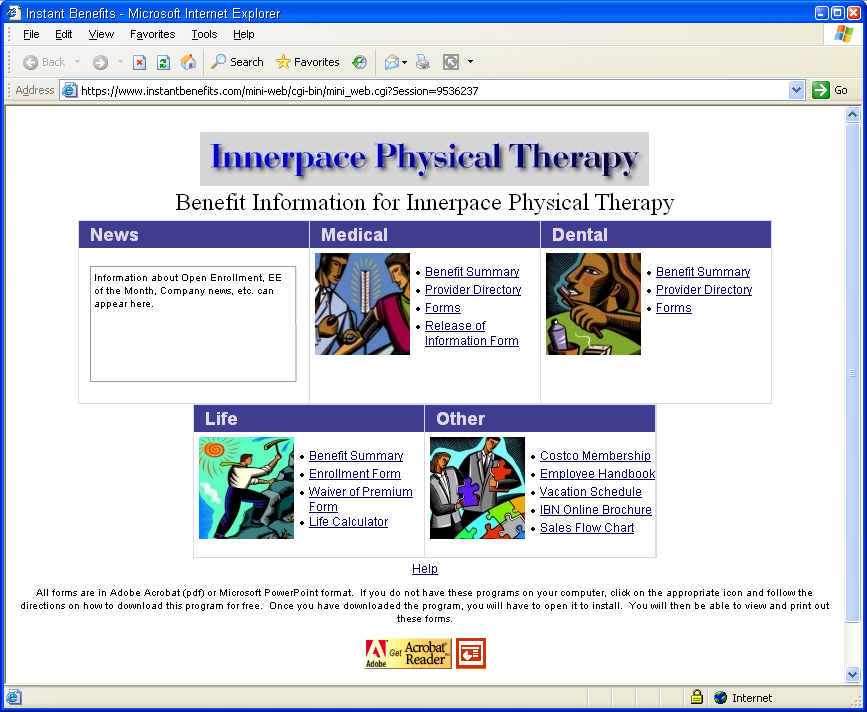 Instant Benefits - Microsoft Internet Explorer
File Edit View Favorites Tools Help
Back Search Favorites
Address https://www.instantbenefits.com/mini-web/cgi-bin/mini_web.cgi?Session=9536237 Go
Innerpace Physical Therapy
Benefit Information for Innerpace Physical Therapy
News
Information about Open Enrollment, EE
of the Month, Company news, etc. can
appear here.
Medical
Benefit Summary
Provider Directory
Forms
Release of
Information Form
Dental
Benefit Summary
Provider Directory
Forms
Life
Benefit Summary
Enrollment Form
Waiver of Premium
Form
Life Calculator
Other
Costco Membership
Employee Handbook
Vacation Schedule
IBN Online Brochure
Sales Flow Chart
Help
All forms are in Adobe Acrobat (pdf) or Microsoft PowerPoint format. If you do not have these programs on your computer, click on the appropriate icon and follow the
directions on how to download this program for free. Once you have downloaded the program, you will have to open it to install. You will then be able to view and print out
these forms.
Adobe Get Acrobat
Reader
Internet